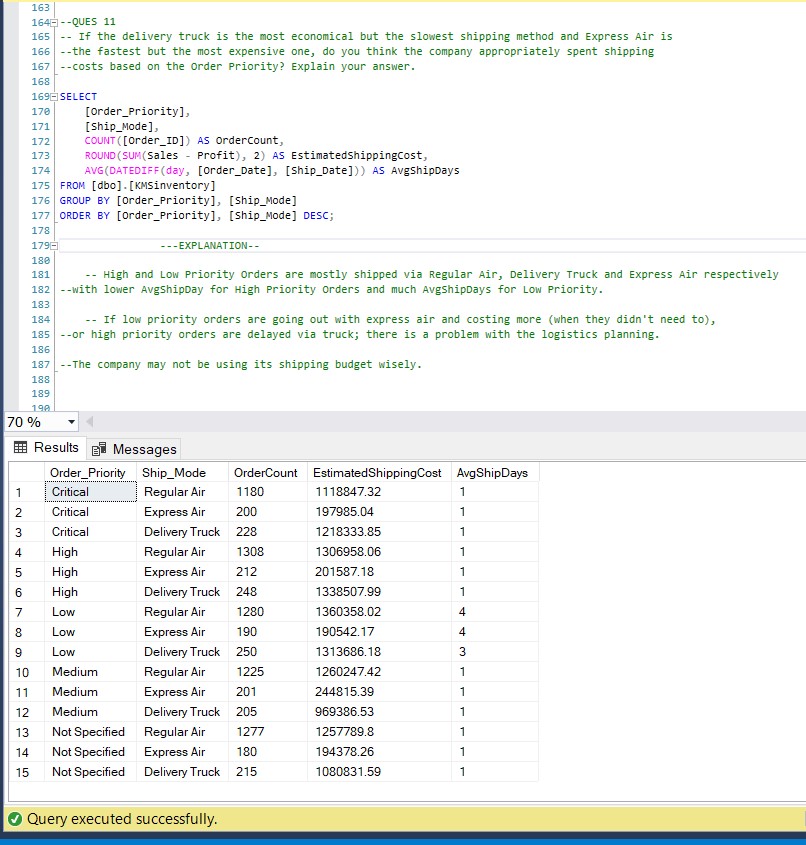 163
164 --QUES 11
165 -- If the delivery truck is the most economical but the slowest shipping method and Express Air is
166 --the fastest but the most expensive one, do you think the company appropriately spent shipping
167 --costs based on the Order Priority? Explain your answer.
168
169 SELECT
170 [Order_Priority],
171 [Ship_Mode],
172 COUNT([Order_ID]) AS OrderCount,
173 ROUND(SUM(Sales - Profit), 2) AS EstimatedShippingCost,
174 AVG(DATEDIFF(day, [Order_Date], [Ship_Date])) AS AvgShipDays
175 FROM [dbo].[KMSinventory]
176 GROUP BY [Order_Priority], [Ship_Mode]
177 ORDER BY [Order_Priority], [Ship_Mode] DESC;
178
179 ---EXPLANATION--
180
181 -- High and Low Priority Orders are mostly shipped via Regular Air, Delivery Truck and Express Air respectively
182 --with lower AvgShipDay for High Priority Orders and much AvgShipDays for Low Priority.
183
184 -- If low priority orders are going out with express air and costing more (when they didn't need to),
185 --or high priority orders are delayed via truck; there is a problem with the logistics planning.
186
187 --The company may not be using its shipping budget wisely.
188
189
190
70 %
Results Messages
Order_Priority Ship_Mode OrderCount EstimatedShippingCost AvgShipDays
1 Critical Regular Air 1180 1118847.32 1
2 Critical Express Air 200 197985.04 1
3 Critical Delivery Truck 228 1218333.85 1
4 High Regular Air 1308 1306958.06 1
5 High Express Air 212 201587.18 1
6 High Delivery Truck 248 1338507.99 1
7 Low Regular Air 1280 1360358.02 4
8 Low Express Air 190 190542.17 4
9 Low Delivery Truck 250 1313686.18 3
10 Medium Regular Air 1225 1260247.42 1
11 Medium Express Air 201 244815.39 1
12 Medium Delivery Truck 205 969386.53 1
13 Not Specified Regular Air 1277 1257789.8 1
14 Not Specified Express Air 180 194378.26 1
15 Not Specified Delivery Truck 215 1080831.59 1
Query executed successfully.